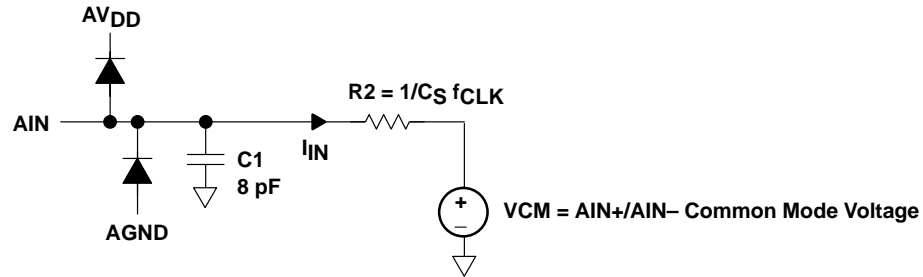 AVDD
R2 = 1/CS fCLK
AIN
IIN
C1
8 pF
+
–
VCM = AIN+/AIN– Common Mode Voltage
AGND